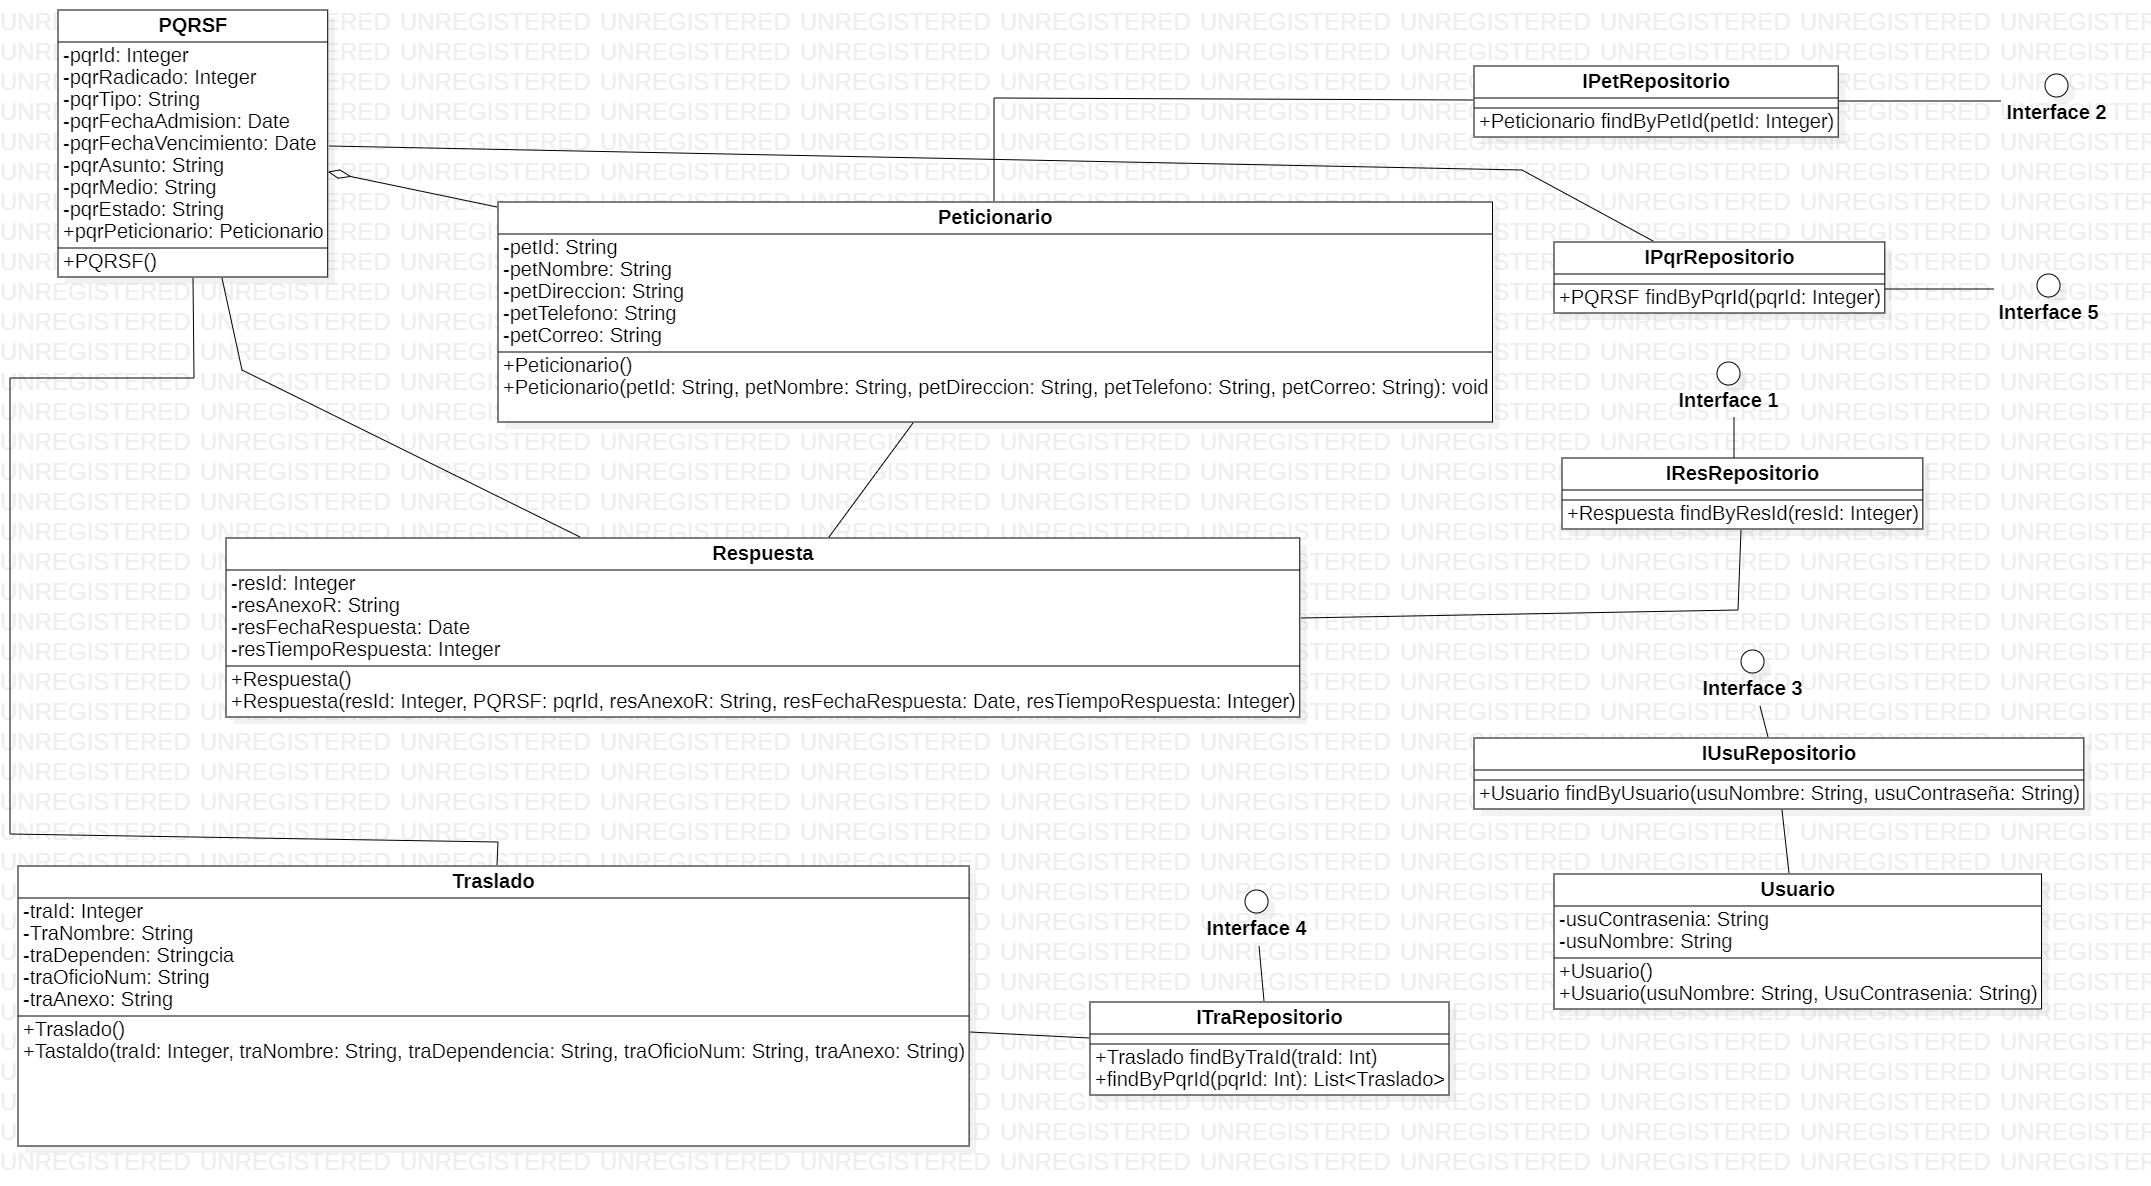 PQRSF
-pqrId: Integer
-pqrRadicado: Integer
-pqrTipo: String
-pqrFechaAdmision: Date
-pqrFechaVencimiento: Date
-pqrAsunto: String
-pqrMedio: String
-pqrEstado: String
+pqrPeticionario: Peticionario
+PQRSF()
IPetRepositorio
+Peticionario findByPetId(petId: Integer)
Interface 2
Peticionario
-petId: String
-petNombre: String
-petDireccion: String
-petTelefono: String
-petCorreo: String
+Peticionario()
+Peticionario(petId: String, petNombre: String, petDireccion: String, petTelefono: String, petCorreo: String): void
IPqrRepositorio
+PQRSF findByPqrId(pqrId: Integer)
Interface 5
Interface 1
IResRepositorio
+Respuesta findByResId(resId: Integer)
Respuesta
-resId: Integer
-resAnexoR: String
-resFechaRespuesta: Date
-resTiempoRespuesta: Integer
+Respuesta()
+Respuesta(resId: Integer, PQRSF: pqrId, resAnexoR: String, resFechaRespuesta: Date, resTiempoRespuesta: Integer)
Interface 3
IUsuRepositorio
+Usuario findByUsuario(usuNombre: String, usuContraseña: String)
Usuario
-usuContrasenia: String
-usuNombre: String
+Usuario()
+Usuario(usuNombre: String, UsuContrasenia: String)
Traslado
-traId: Integer
-TraNombre: String
-traDependen: Stringcia
-traOficioNum: String
-traAnexo: String
+Traslado()
+Tastaldo(traId: Integer, traNombre: String, traDependencia: String, traOficioNum: String, traAnexo: String)
Interface 4
ITraRepositorio
+Traslado findByTraId(traId: Int)
+findByPqrId(pqrId: Int): List<Traslado>
UNREGISTERED